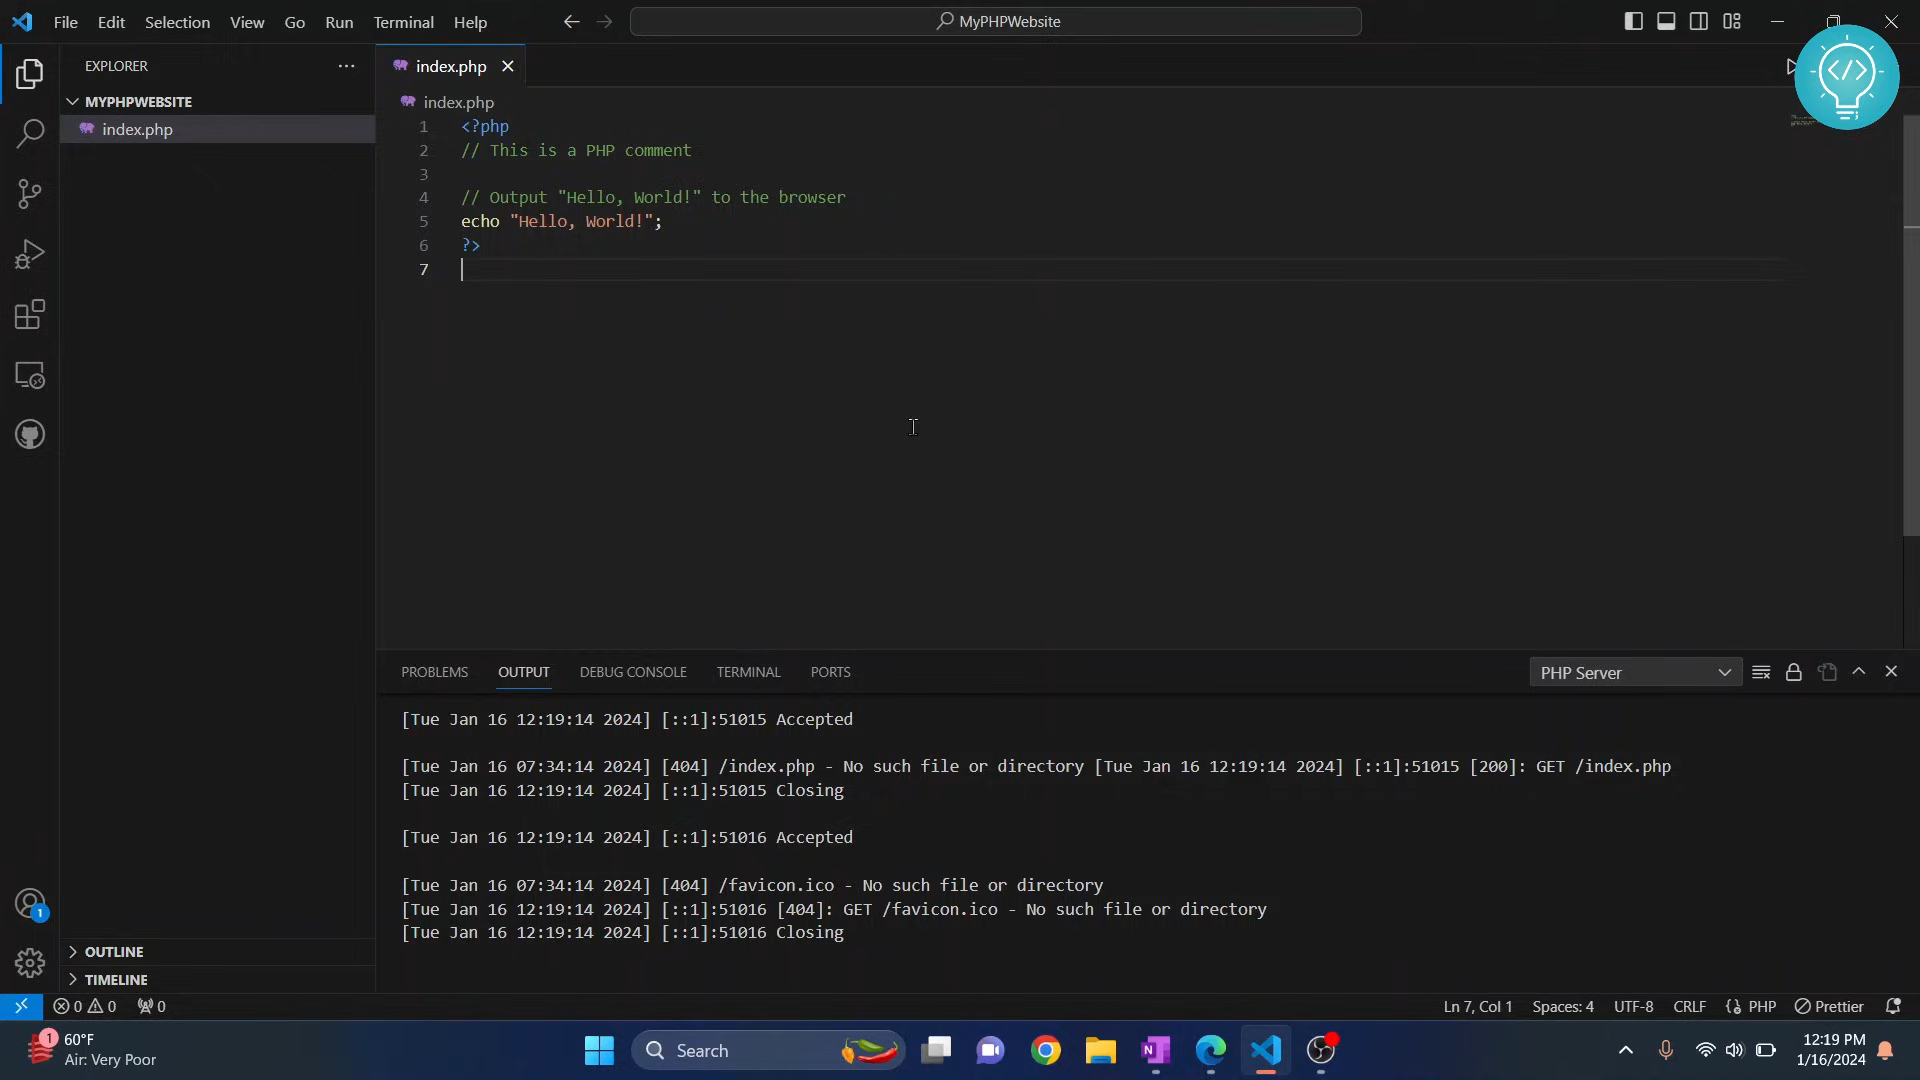 File Edit Selection View Go Run Terminal Help
MyPHPWebsite
EXPLORER
index.php
MYPHPWEBSITE
index.php
index.php
</>
1 <?php
2 // This is a PHP comment
3
4 // Output "Hello, World!" to the browser
5 echo "Hello, World!";
6 ?>
7
PROBLEMS OUTPUT DEBUG CONSOLE TERMINAL PORTS
PHP Server
[Tue Jan 16 12:19:14 2024] [::1]:51015 Accepted
[Tue Jan 16 07:34:14 2024] [404] /index.php - No such file or directory [Tue Jan 16 12:19:14 2024] [::1]:51015 [200]: GET /index.php
[Tue Jan 16 12:19:14 2024] [::1]:51015 Closing
[Tue Jan 16 12:19:14 2024] [::1]:51016 Accepted
[Tue Jan 16 07:34:14 2024] [404] /favicon.ico - No such file or directory
[Tue Jan 16 12:19:14 2024] [::1]:51016 [404]: GET /favicon.ico - No such file or directory
[Tue Jan 16 12:19:14 2024] [::1]:51016 Closing
1
OUTLINE
TIMELINE
0 0 0
Ln 7, Col 1 Spaces: 4 UTF-8 CRLF PHP Prettier
1
60°F
Air: Very Poor
Search
N
12:19 PM
1/16/2024